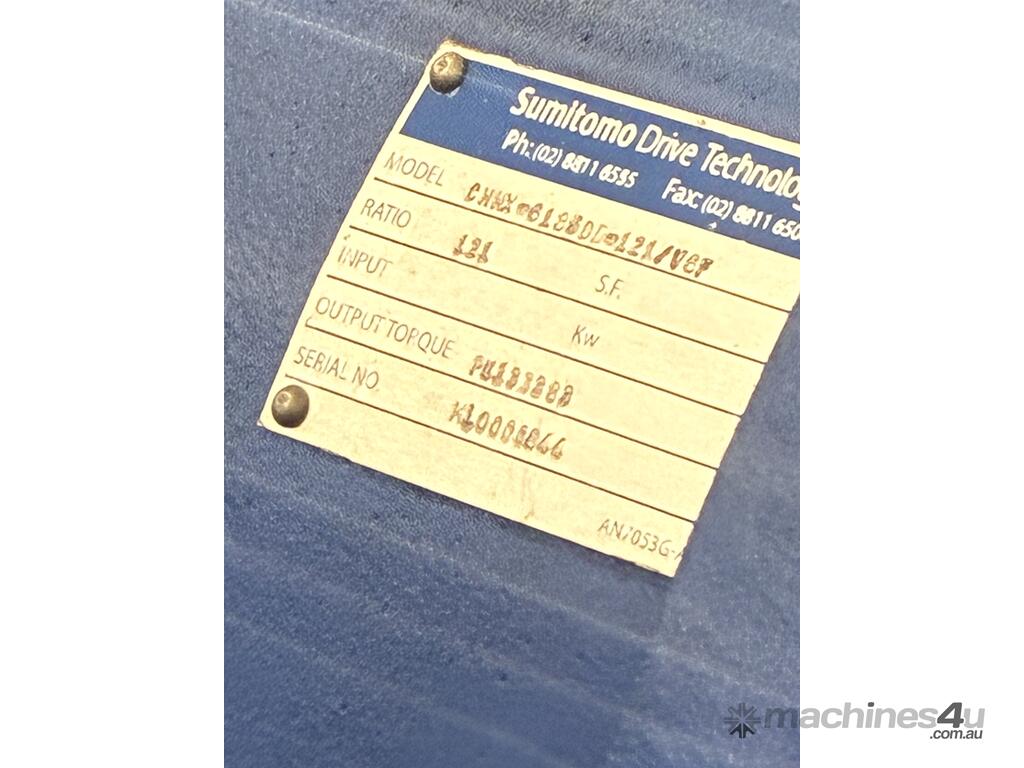 Sumitomo Drive Technolog
Ph: (02) 8811 6555 Fax: (02) 8811 650
MODEL
RATIO 121 S.F.
INPUT Kw
OUTPUT TORQUE
SERIAL NO.
AN7053G-A
machines4u
.com.au